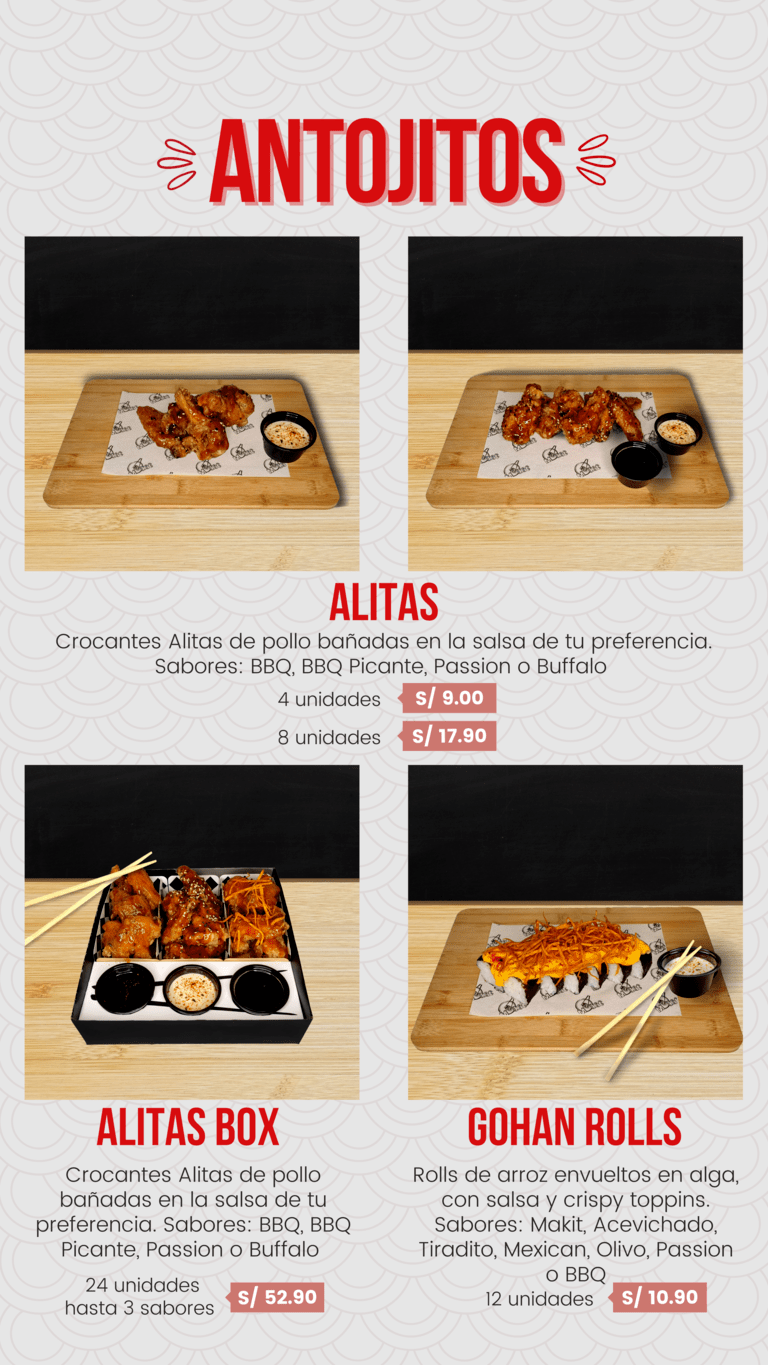 ANTOJITOS
ALITAS
Crocantes Alitas de pollo bañadas en la salsa de tu preferencia.
Sabores: BBQ, BBQ Picante, Passion o Buffalo
4 unidades S/ 9.00
8 unidades S/ 17.90
ALITAS BOX
Crocantes Alitas de pollo
bañadas en la salsa de tu
preferencia. Sabores: BBQ, BBQ
Picante, Passion o Buffalo
24 unidades
hasta 3 sabores
S/ 52.90
GOHAN ROLLS
Rolls de arroz envueltos en alga,
con salsa y crispy toppins.
Sabores: Makit, Acevichado,
Tiradito, Mexican, Olivo, Passion
o BBQ
12 unidades S/ 10.90